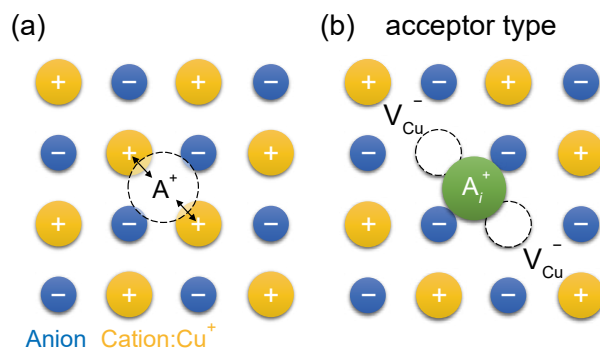 (a)
(b) acceptor type
+ − + −
− + − +
A⁺
− + − +
− + − +
Anion Cation:Cu⁺
+ − + −
V⁻Cu
− − +
A⁺i
− −
V⁻Cu
− + − +